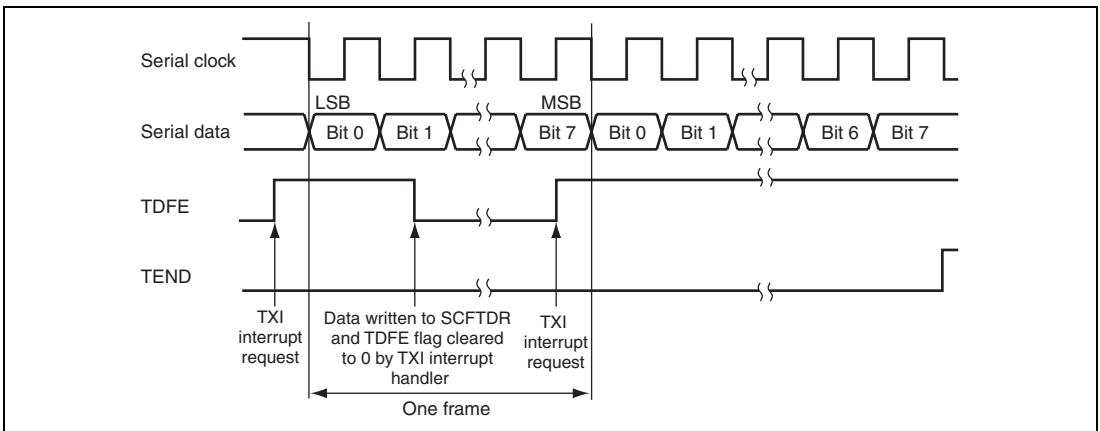 Serial clock
LSB
MSB
Serial data
Bit 0
Bit 1
Bit 7
Bit 0
Bit 1
Bit 6
Bit 7
TDFE
TEND
TXI
interrupt
request
Data written to SCFTDR
and TDFE flag cleared
to 0 by TXI interrupt
handler
TXI
interrupt
request
One frame